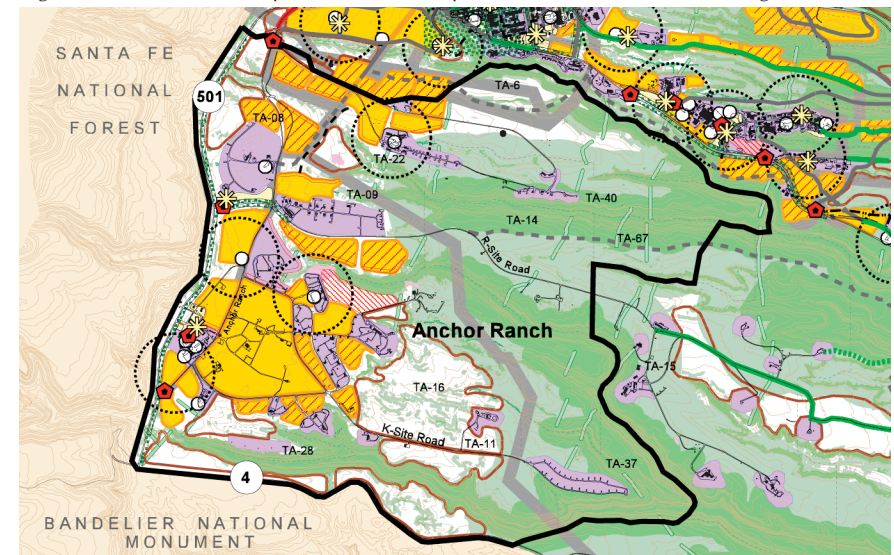 SANTA FE
NATIONAL
FOREST
501
TA-08
TA-6
TA-22
TA-09
TA-40
TA-14
TA-67
R-Site Road
Anchor Ranch
Anchor Ranch
TA-15
TA-16
K-Site Road
TA-11
TA-28
TA-37
4
BANDELIER NATIONAL
MONUMENT